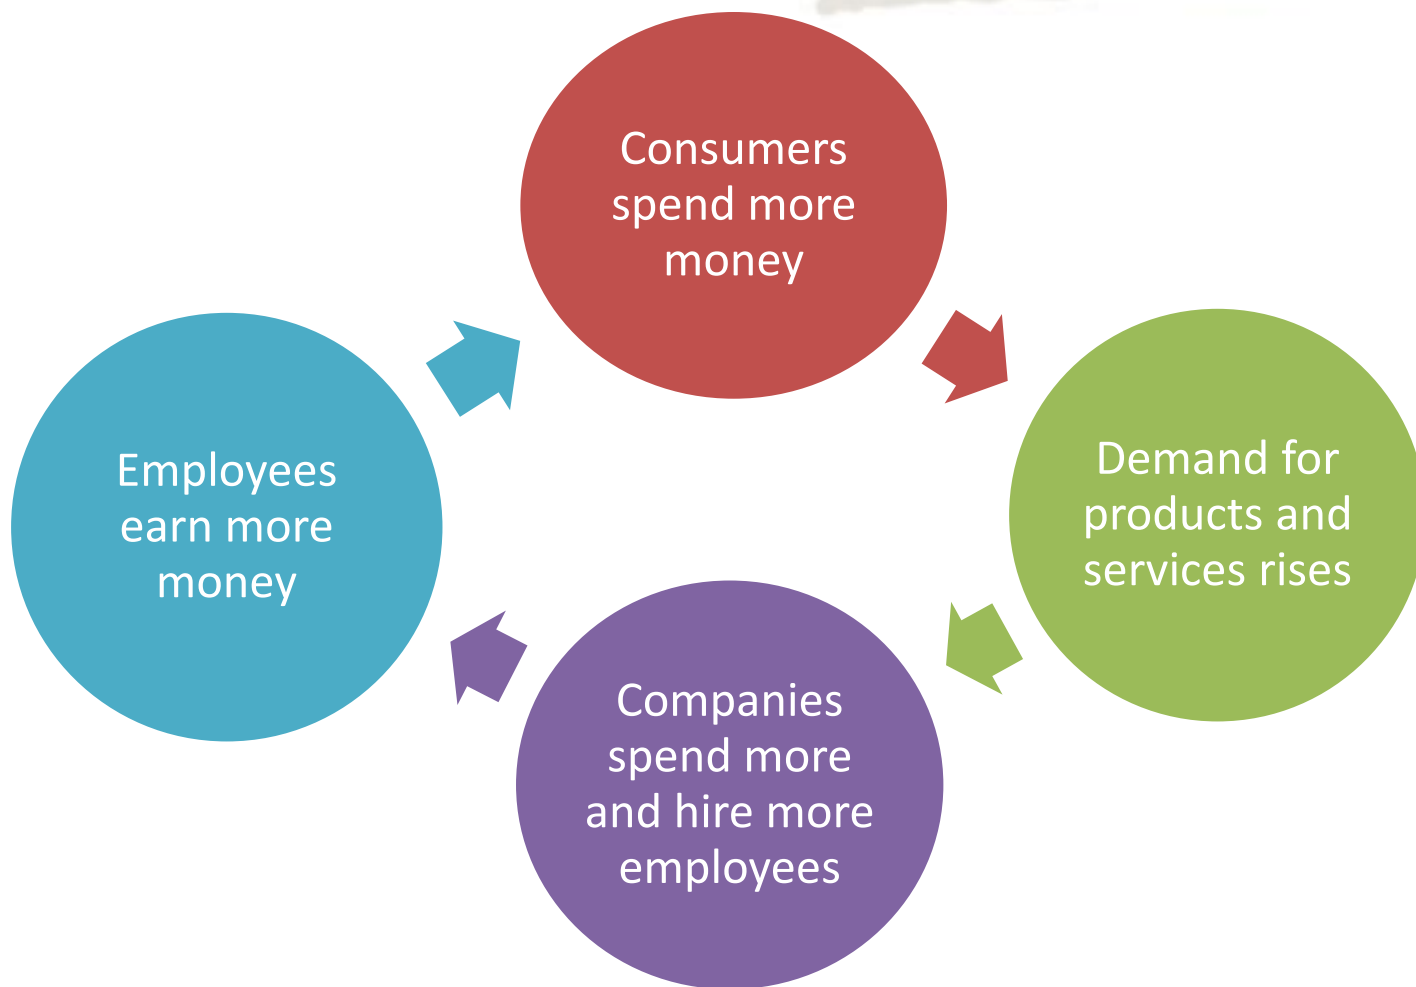 Consumers
spend more
money
Demand for
products and
services rises
Companies
spend more
and hire more
employees
Employees
earn more
money